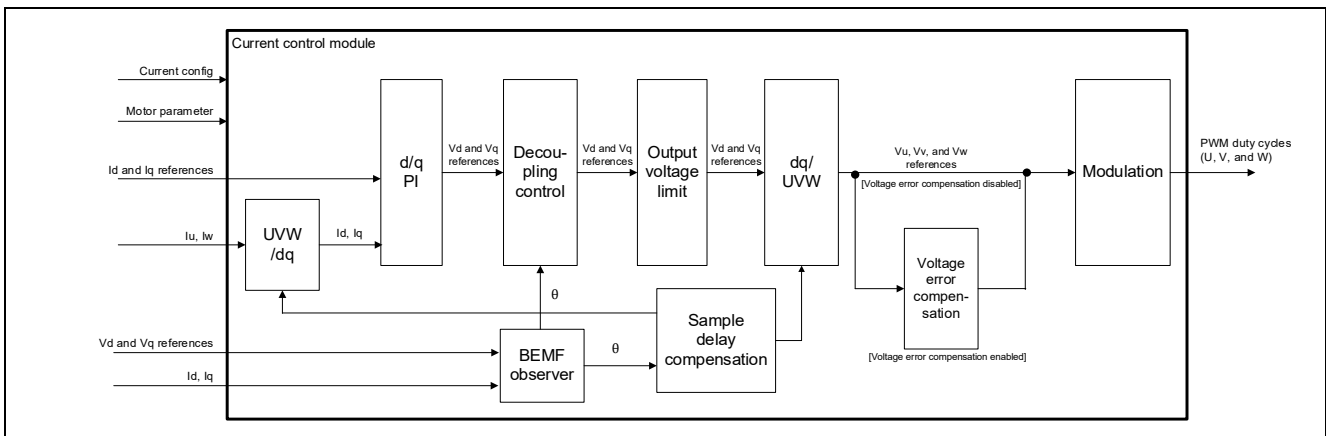 Current control module
Current config
Motor parameter
Id and Iq references
Iu, Iw
Vd and Vq references
Id, Iq
UVW
/dq
Id, Iq
d/q
PI
Vd and Vq
references
Decou-
pling
control
Vd and Vq
references
Output
voltage
limit
Vd and Vq
references
dq/
UVW
Vu, Vv, and Vw
references
[Voltage error compensation disabled]
Voltage
error
compen-
sation
[Voltage error compensation enabled]
Modulation
PWM duty cycles
(U, V, and W)
θ
BEMF
observer
θ
Sample
delay
compensation